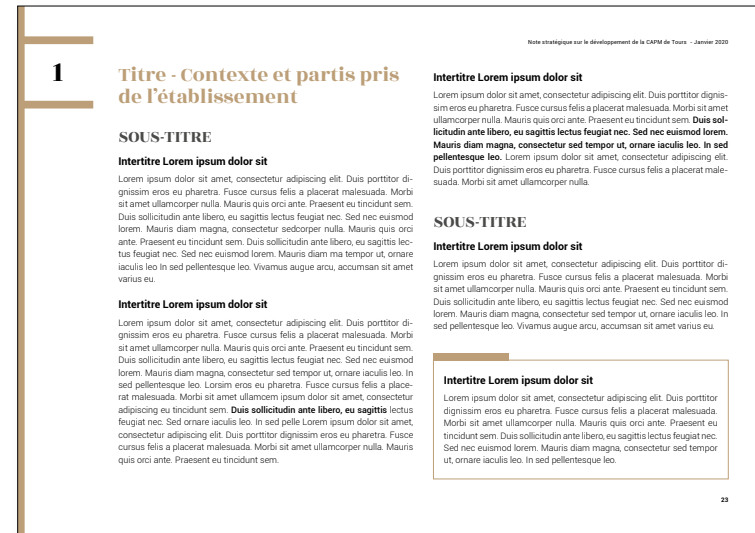 Note stratégique sur le développement de la CAPM de Tours - Janvier 2020
1
Titre - Contexte et partis pris
de l'établissement
SOUS-TITRE
Intertitre Lorem ipsum dolor sit
Lorem ipsum dolor sit amet, consectetur adipiscing elit. Duis porttitor di-
gnissim eros eu pharetra. Fusce cursus felis a placerat malesuada. Morbi
sit amet ullamcorper nulla. Mauris quis orci ante. Praesent eu tincidunt sem.
Duis sollicitudin ante libero, eu sagittis lectus feugiat nec. Sed nec euismod
lorem. Mauris diam magna, consectetur sedcorper nulla. Mauris quis orci
ante. Praesent eu tincidunt sem. Duis sollicitudin ante libero, eu sagittis lec-
tus feugiat nec. Sed nec euismod lorem. Mauris diam ma tempor ut, ornare
iaculis leo In sed pellentesque leo. Vivamus augue arcu, accumsan sit amet
varius eu.
Intertitre Lorem ipsum dolor sit
Lorem ipsum dolor sit amet, consectetur adipiscing elit. Duis porttitor di-
gnissim eros eu pharetra. Fusce cursus felis a placerat malesuada. Morbi
sit amet ullamcorper nulla. Mauris quis orci ante. Praesent eu tincidunt sem.
Duis sollicitudin ante libero, eu sagittis lectus feugiat nec. Sed nec euismod
lorem. Mauris diam magna, consectetur sed tempor ut, ornare iaculis leo. In
sed pellentesque leo. Lorsim eros eu pharetra. Fusce cursus felis a place-
rat malesuada. Morbi sit amet ullamcem ipsum dolor sit amet, consectetur
adipiscing eu tincidunt sem. Duis sollicitudin ante libero, eu sagittis lectus
feugiat nec. Sed ornare iaculis leo. In sed pelle Lorem ipsum dolor sit amet,
consectetur adipiscing elit. Duis porttitor dignissim eros eu pharetra. Fusce
cursus felis a placerat malesuada. Morbi sit amet ullamcorper nulla. Mauris
quis orci ante. Praesent eu tincidunt sem.
Intertitre Lorem ipsum dolor sit
Lorem ipsum dolor sit amet, consectetur adipiscing elit. Duis porttitor dignis-
sim eros eu pharetra. Fusce cursus felis a placerat malesuada. Morbi sit amet
ullamcorper nulla. Mauris quis orci ante. Praesent eu tincidunt sem. Duis sol-
licitudin ante libero, eu sagittis lectus feugiat nec. Sed nec euismod lorem.
Mauris diam magna, consectetur sed tempor ut, ornare iaculis leo. In sed
pellentesque leo. Lorem ipsum dolor sit amet, consectetur adipiscing elit.
Duis porttitor dignissim eros eu pharetra. Fusce cursus felis a placerat male-
suada. Morbi sit amet ullamcorper nulla.
SOUS-TITRE
Intertitre Lorem ipsum dolor sit
Lorem ipsum dolor sit amet, consectetur adipiscing elit. Duis porttitor di-
gnissim eros eu pharetra. Fusce cursus felis a placerat malesuada. Morbi
sit amet ullamcorper nulla. Mauris quis orci ante. Praesent eu tincidunt sem.
Duis sollicitudin ante libero, eu sagittis lectus feugiat nec. Sed nec euismod
lorem. Mauris diam magna, consectetur sed tempor ut, ornare iaculis leo. In
sed pellentesque leo. Vivamus augue arcu, accumsan sit amet varius eu.
Intertitre Lorem ipsum dolor sit
Lorem ipsum dolor sit amet, consectetur adipiscing elit. Duis porttitor
dignissim eros eu pharetra. Fusce cursus felis a placerat malesuada.
Morbi sit amet ullamcorper nulla. Mauris quis orci ante. Praesent eu
tincidunt sem. Duis sollicitudin ante libero, eu sagittis lectus feugiat nec.
Sed nec euismod lorem. Mauris diam magna, consectetur sed tempor
ut, ornare iaculis leo. In sed pellentesque leo.
23